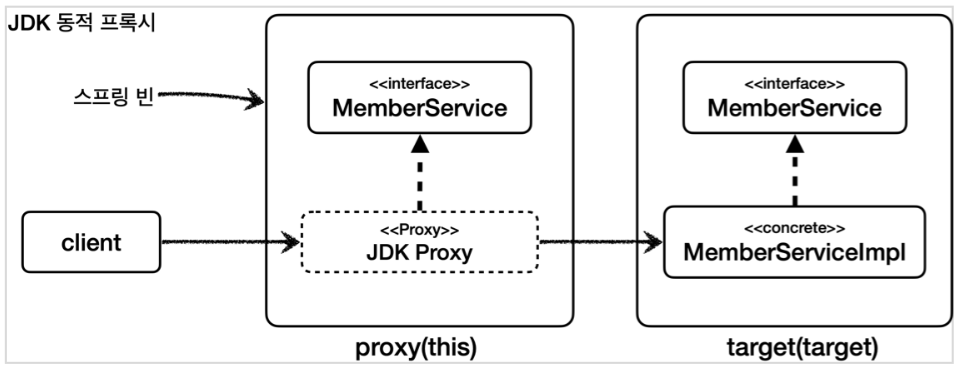 JDK 동적 프록시
스프링 빈
<<interface>>
MemberService
<<interface>>
MemberService
client
<<Proxy>>
JDK Proxy
<<concrete>>
MemberServiceImpl
proxy(this)
target(target)